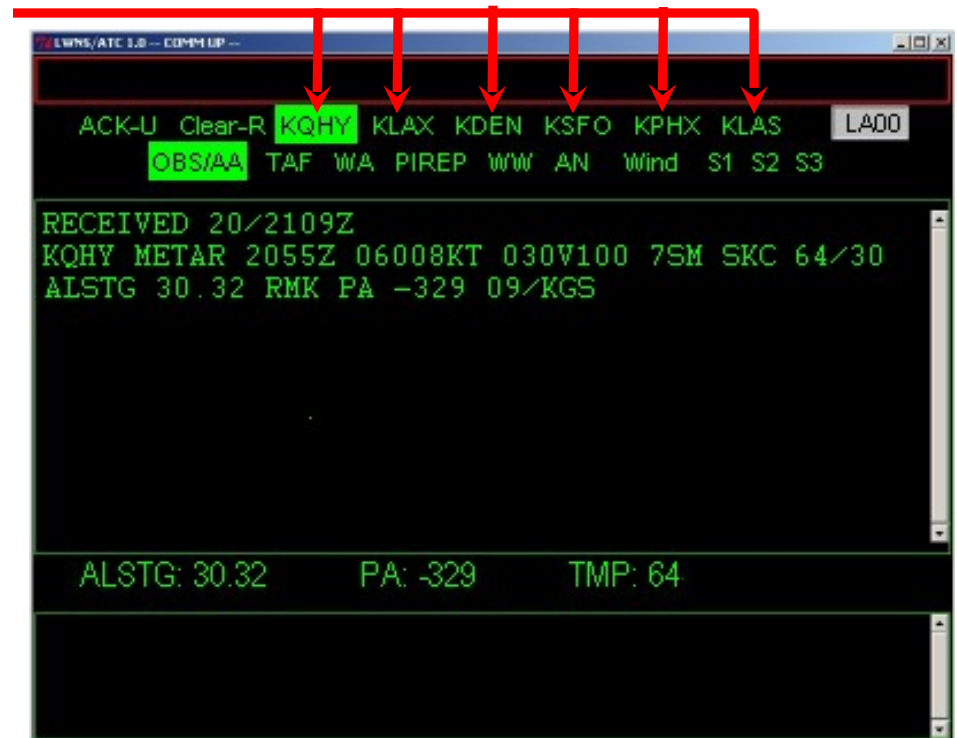 LWNS/ATC 1.0 -- COMM UP --
ACK-U Clear-R KQHY KLAX KDEN KSFO KPHX KLAS LA00
OBS/AA TAF WA PIREP WW AN Wind S1 S2 S3
RECEIVED 20/2109Z
KQHY METAR 2055Z 06008KT 030V100 7SM SKC 64/30
ALSTG 30.32 RMK PA -329 09/KGS
ALSTG: 30.32 PA: -329 TMP: 64